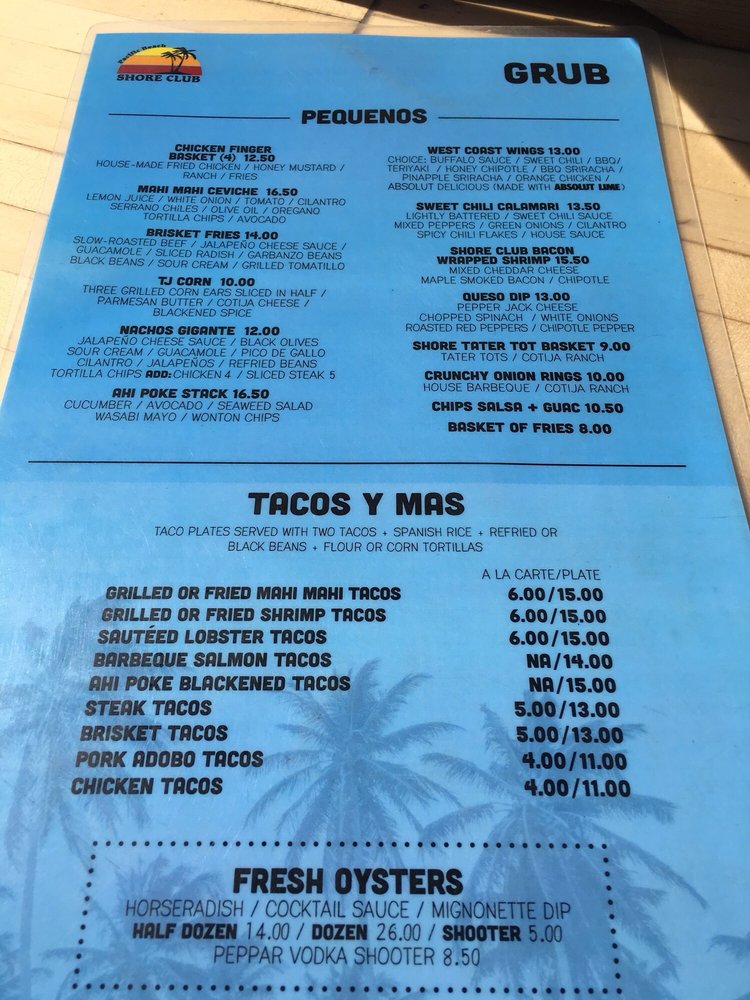 Pacific Beach
SHORE CLUB
GRUB
PEQUENOS
CHICKEN FINGER
BASKET (4) 12.50
HOUSE-MADE FRIED CHICKEN / HONEY MUSTARD /
RANCH / FRIES
MAHI MAHI CEVICHE 16.50
LEMON JUICE / WHITE ONION / TOMATO / CILANTRO
SERRANO CHILES / OLIVE OIL / OREGANO
TORTILLA CHIPS / AVOCADO
BRISKET FRIES 14.00
SLOW-ROASTED BEEF / JALAPEÑO CHEESE SAUCE /
GUACAMOLE / SLICED RADISH / GARBANZO BEANS
BLACK BEANS / SOUR CREAM / GRILLED TOMATILLO
TJ CORN 10.00
THREE GRILLED CORN EARS SLICED IN HALF /
PARMESAN BUTTER / COTIJA CHEESE /
BLACKENED SPICE
NACHOS GIGANTE 12.00
JALAPEÑO CHEESE SAUCE / BLACK OLIVES
SOUR CREAM / GUACAMOLE / PICO DE GALLO
CILANTRO / JALAPEÑOS / REFRIED BEANS
TORTILLA CHIPS ADD: CHICKEN 4 / SLICED STEAK 5
AHI POKE STACK 16.50
CUCUMBER / AVOCADO / SEAWEED SALAD
WASABI MAYO / WONTON CHIPS
WEST COAST WINGS 13.00
CHOICE: BUFFALO SAUCE / SWEET CHILI / BBQ/
TERIYAKI / HONEY CHIPOTLE / BBQ SRIRACHA /
PINAPPLE SRIRACHA / ORANGE CHICKEN /
ABSOLUT DELICIOUS (MADE WITH ABSOLUT LIME)
SWEET CHILI CALAMARI 13.50
LIGHTLY BATTERED / SWEET CHILI SAUCE
MIXED PEPPERS / GREEN ONIONS / CILANTRO
SPICY CHILI FLAKES / HOUSE SAUCE
SHORE CLUB BACON
WRAPPED SHRIMP 15.50
MIXED CHEDDAR CHEESE
MAPLE SMOKED BACON / CHIPOTLE
QUESO DIP 13.00
PEPPER JACK CHEESE
CHOPPED SPINACH / WHITE ONIONS
ROASTED RED PEPPERS / CHIPOTLE PEPPER
SHORE TATER TOT BASKET 9.00
TATER TOTS / COTIJA RANCH
CRUNCHY ONION RINGS 10.00
HOUSE BARBEQUE / COTIJA RANCH
CHIPS SALSA + GUAC 10.50
BASKET OF FRIES 8.00
TACOS Y MAS
TACO PLATES SERVED WITH TWO TACOS + SPANISH RICE + REFRIED OR
BLACK BEANS + FLOUR OR CORN TORTILLAS
A LA CARTE/PLATE
GRILLED OR FRIED MAHI MAHI TACOS 6.00/15.00
GRILLED OR FRIED SHRIMP TACOS 6.00/15.00
SAUTÉED LOBSTER TACOS 6.00/15.00
BARBEQUE SALMON TACOS NA/14.00
AHI POKE BLACKENED TACOS NA/15.00
STEAK TACOS 5.00/13.00
BRISKET TACOS 5.00/13.00
PORK ADOBO TACOS 4.00/11.00
CHICKEN TACOS 4.00/11.00
FRESH OYSTERS
HORSERADISH / COCKTAIL SAUCE / MIGNONETTE DIP
HALF DOZEN 14.00 / DOZEN 26.00 / SHOOTER 5.00
PEPPAR VODKA SHOOTER 8.50